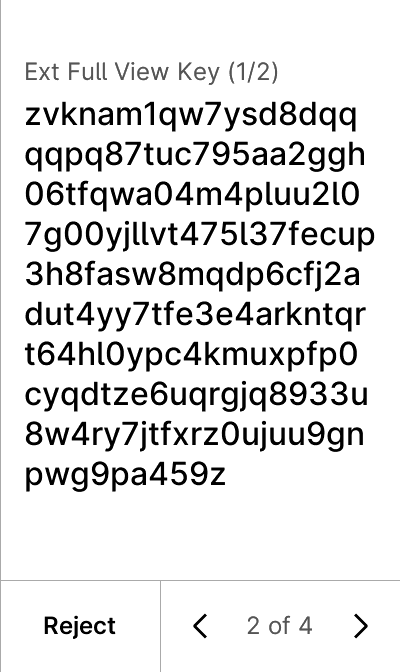 Ext Full View Key (1/2)
zvknam1qw7ysd8dqq
qqpq87tuc795aa2ggh
06tfqwa04m4pluu2l0
7g00yjllvt475l37fecup
3h8fasw8mqdp6cfj2a
dut4yy7tfe3e4arkntqr
t64hl0ypc4kmuxpfp0
cyqdtze6uqrgjq8933u
8w4ry7jtfxrz0ujuu9gn
pwg9pa459z
Reject
2 of 4